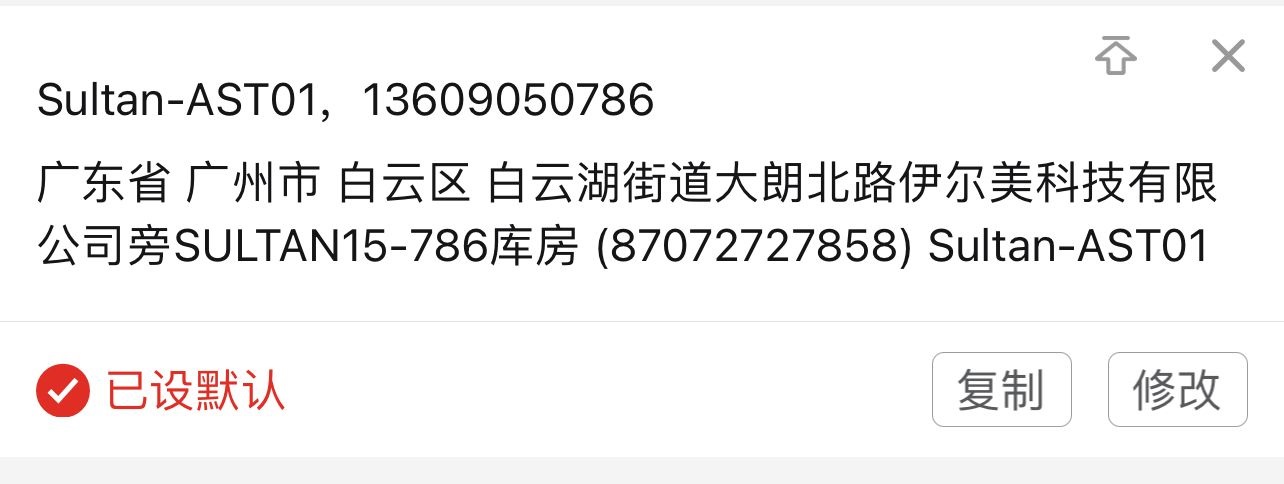 Sultan-AST01，13609050786
广东省 广州市 白云区 白云湖街道大朗北路伊尔美科技有限
公司旁SULTAN15-786库房 (87072727858) Sultan-AST01
已设默认
复制
修改